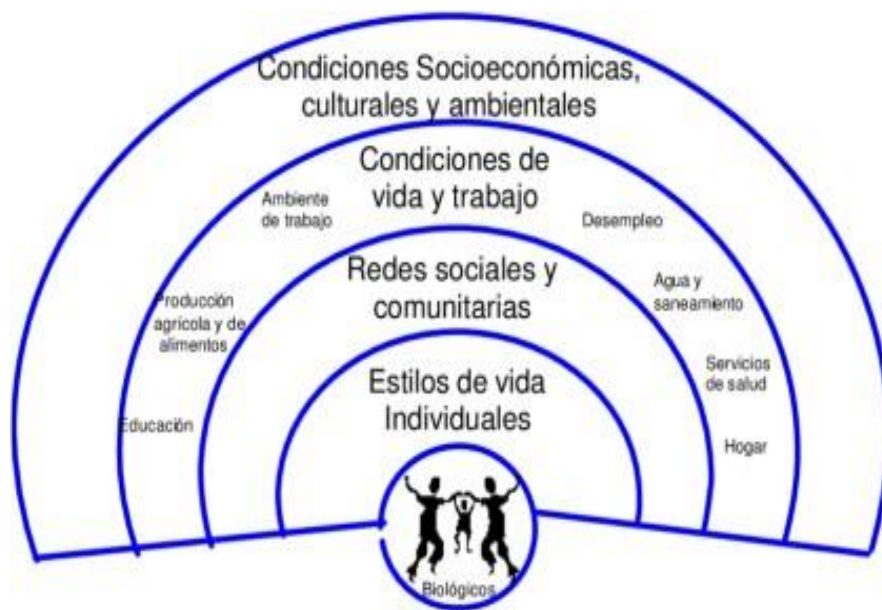 Condiciones Socioeconómicas,
culturales y ambientales
Condiciones de
vida y trabajo
Ambiente
de trabajo
Desempleo
Redes sociales y
comunitarias
Producción
agrícola y de
alimentos
Agua y
saneamiento
Estilos de vida
Individuales
Servicios
de salud
Educación
Hogar
Biológicos